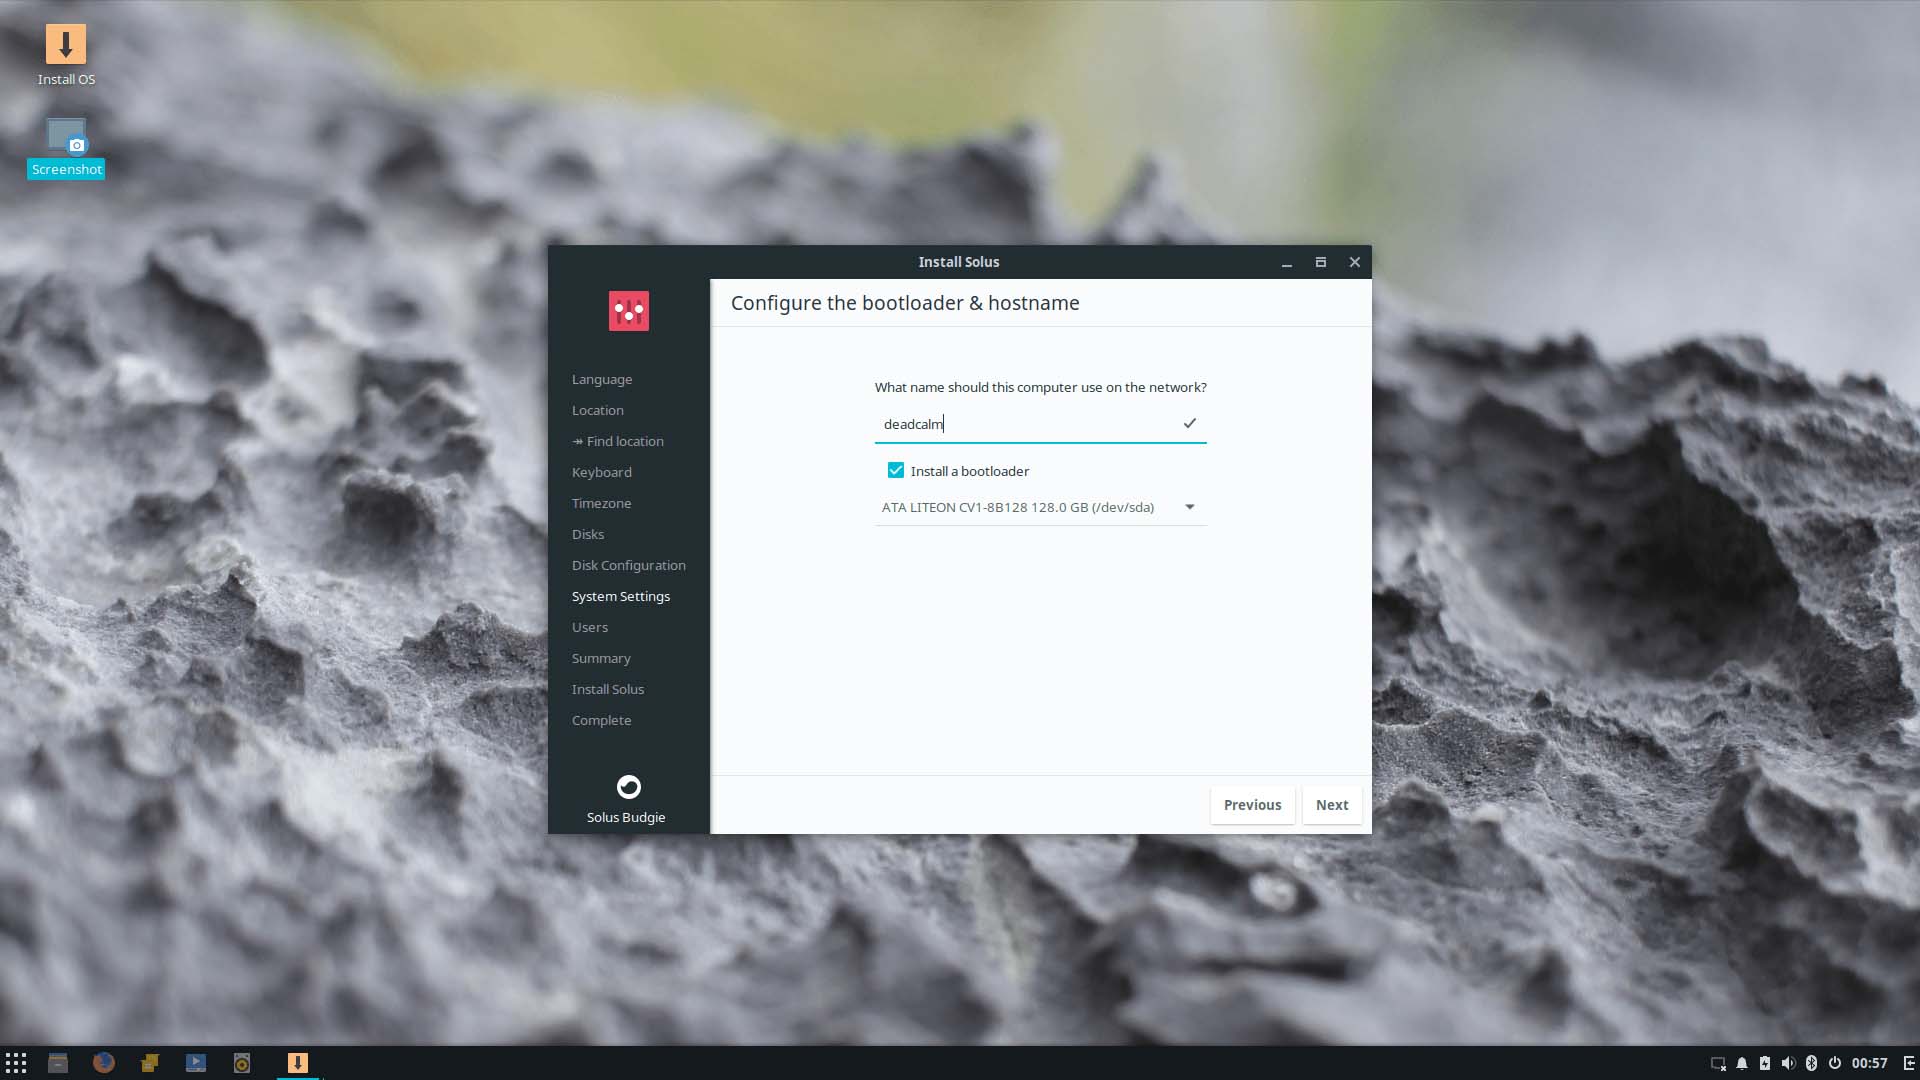 Install OS
Screenshot
Install Solus
Configure the bootloader & hostname
Language
Location
↠ Find location
Keyboard
Timezone
Disks
Disk Configuration
System Settings
Users
Summary
Install Solus
Complete
Solus Budgie
What name should this computer use on the network?
deadcalm
Install a bootloader
ATA LITEON CV1-8B128 128.0 GB (/dev/sda)
Previous
Next
00:57